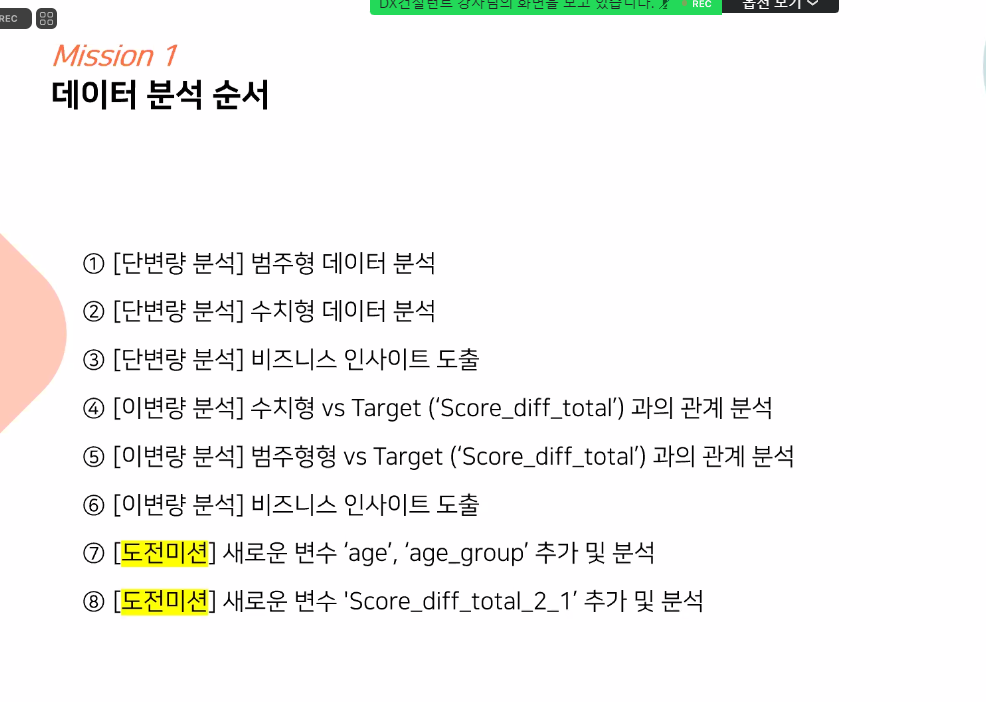 REC
DX컨설턴트 강사님의 화면을 보고 있습니다. REC 옵션 보기
Mission 1
데이터 분석 순서
① [단변량 분석] 범주형 데이터 분석
② [단변량 분석] 수치형 데이터 분석
③ [단변량 분석] 비즈니스 인사이트 도출
④ [이변량 분석] 수치형 vs Target (‘Score_diff_total’) 과의 관계 분석
⑤ [이변량 분석] 범주형형 vs Target (‘Score_diff_total’) 과의 관계 분석
⑥ [이변량 분석] 비즈니스 인사이트 도출
⑦ [도전미션] 새로운 변수 ‘age’, ‘age_group’ 추가 및 분석
⑧ [도전미션] 새로운 변수 'Score_diff_total_2_1’ 추가 및 분석